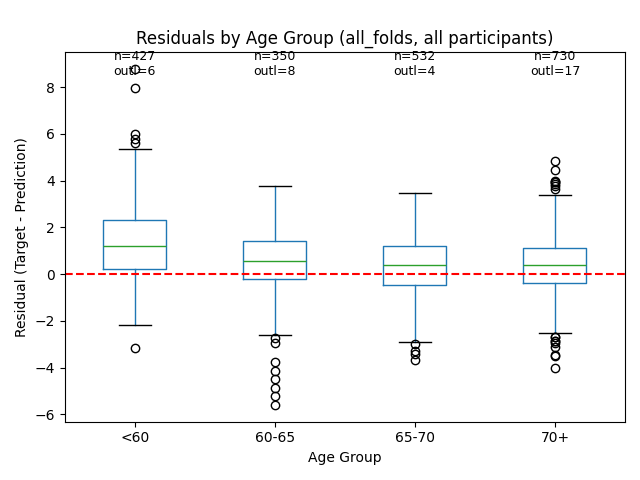 Residuals by Age Group (all_folds, all participants)
n=427 n=350 n=532 n=730
outl=6 outl=8 outl=4 outl=17
Residual (Target - Prediction)
8
6
4
2
0
−2
−4
−6
<60 60-65 65-70 70+
Age Group